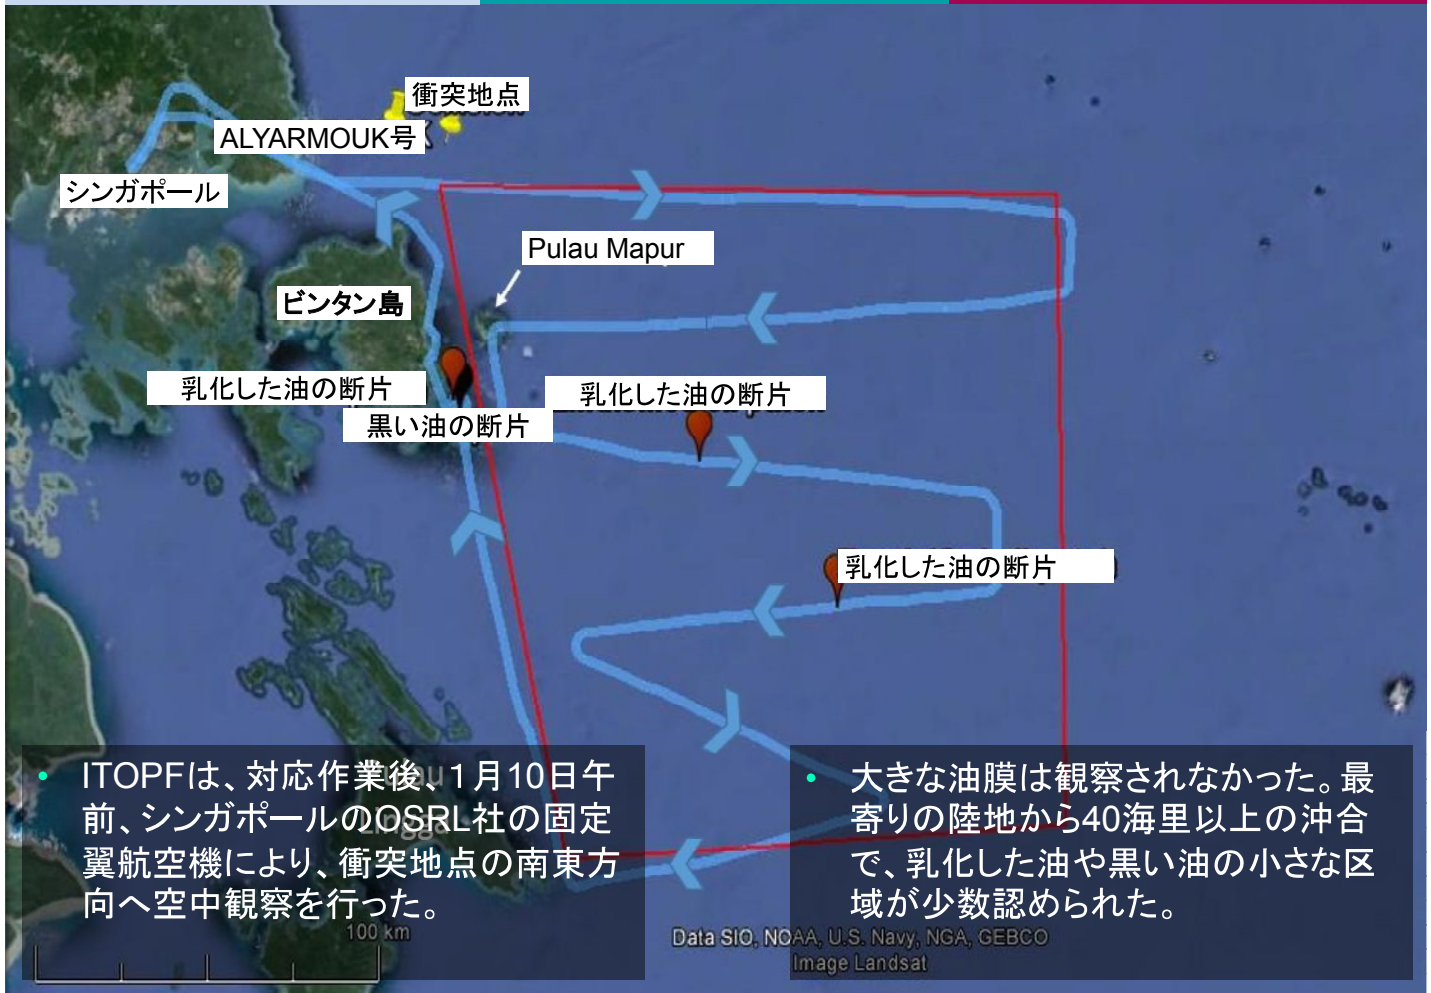 衝突地点
ALYARMOUK号
シンガポール
Pulau Mapur
ビンタン島
乳化した油の断片
乳化した油の断片
黒い油の断片
乳化した油の断片
• ITOPFは、対応作業後、1月10日午
前、シンガポールのOSRL社の固定
翼航空機により、衝突地点の南東方
向へ空中観察を行った。
• 大きな油膜は観察されなかった。最
寄りの陸地から40海里以上の沖合
で、乳化した油や黒い油の小さな区
域が少数認められた。
100 km
Data SIO, NOAA, U.S. Navy, NGA, GEBCO
Image Landsat